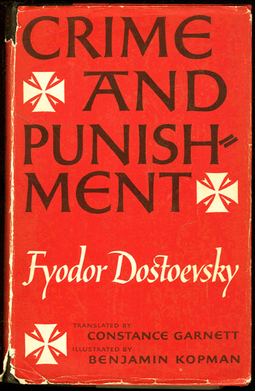 CRIME
AND
PUNISH=
MENT
Fyodor Dostoevsky
TRANSLATED BY
CONSTANCE GARNETT
ILLUSTRATED BY:
BENJAMIN KOPMAN